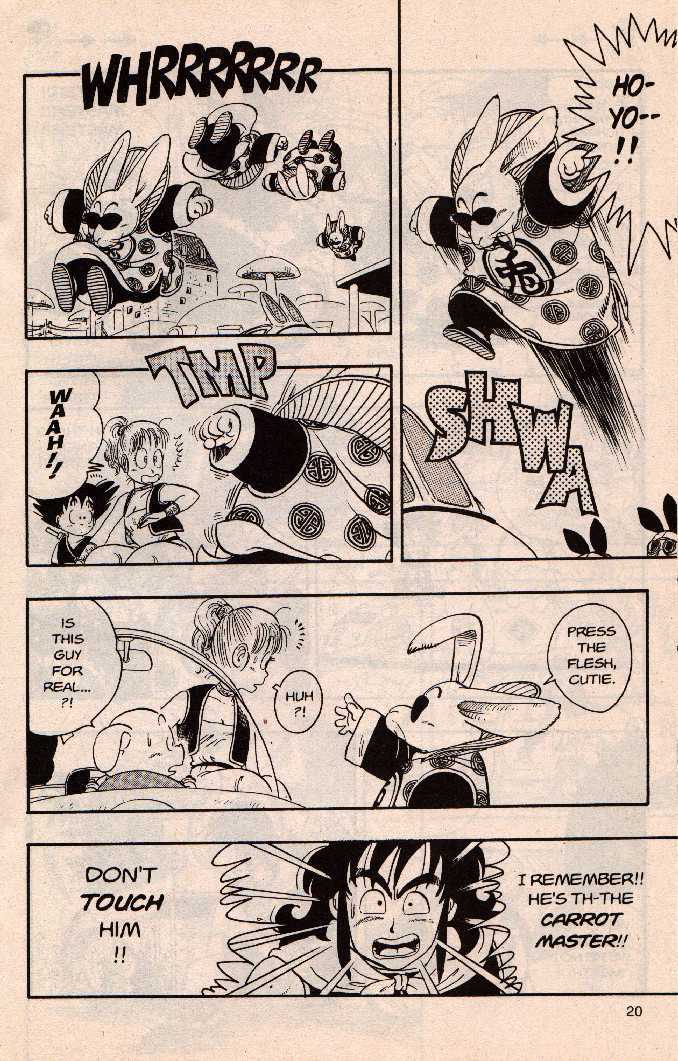 HO-
YO--
!!
兎
SHWA
WHRRRRRRR
TMP
WAAH!!
PRESS
THE
FLESH,
CUTIE.
HUH
?!
IS
THIS
GUY
FOR
REAL...
?!
I REMEMBER!!
HE'S TH-THE
CARROT
MASTER!!
DON'T
TOUCH
HIM
!!
20